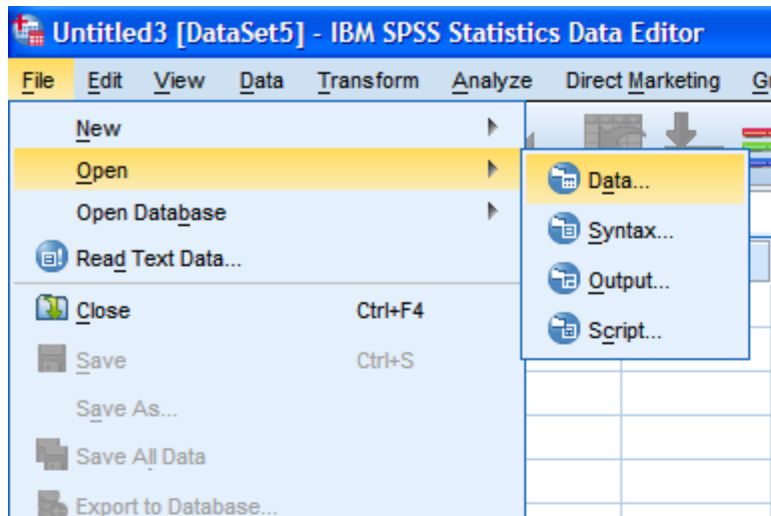 Untitled3 [DataSet5] - IBM SPSS Statistics Data Editor
File Edit View Data Transform Analyze Direct Marketing
New
Open
Open Database
Read Text Data...
Close Ctrl+F4
Save Ctrl+S
Save As...
Save All Data
Export to Database...
Data...
Syntax...
Output...
Script...